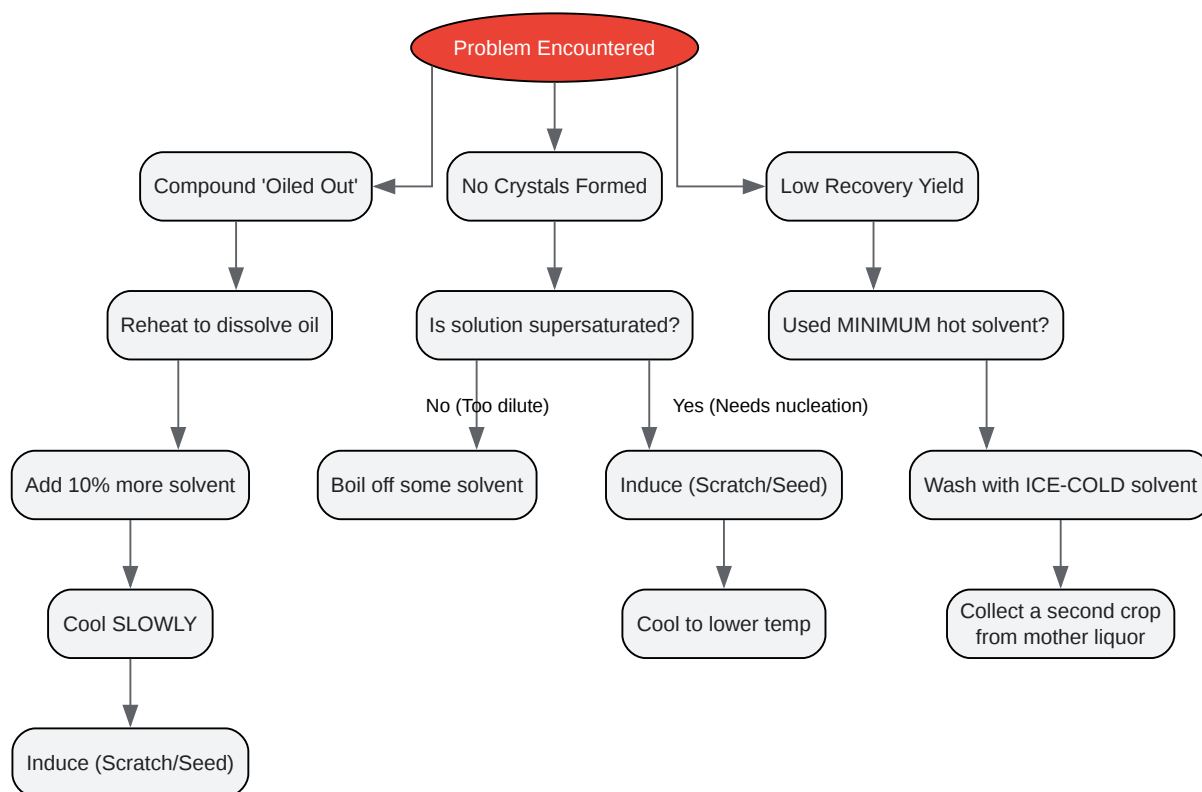 Problem Encountered
Compound 'Oiled Out'
No Crystals Formed
Low Recovery Yield
Reheat to dissolve oil
Is solution supersaturated?
Used MINIMUM hot solvent?
No (Too dilute)
Yes (Needs nucleation)
Add 10% more solvent
Boil off some solvent
Induce (Scratch/Seed)
Wash with ICE-COLD solvent
Cool SLOWLY
Cool to lower temp
Collect a second crop
from mother liquor
Induce (Scratch/Seed)